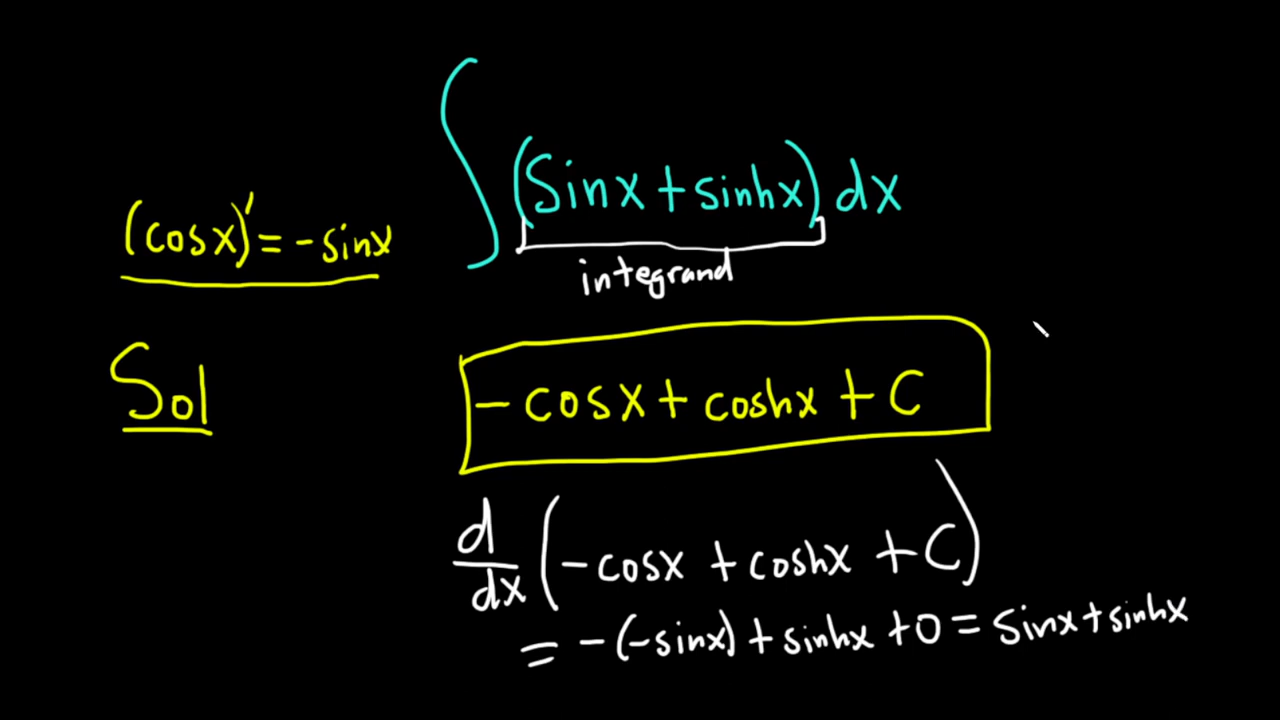 ∫ (Sinx + sinhx) dx
(cosx)' = -sinx
integrand
Sol
- cosx + coshx + C
d/dx (-cosx + coshx + C)
= -(-sinx) + sinhx + 0 = sinx + sinhx